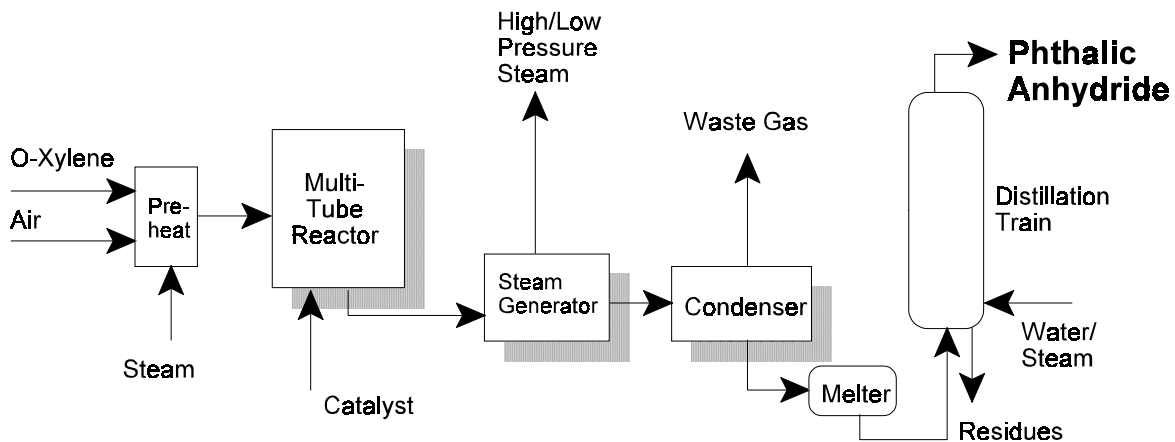 High/Low
Pressure
Steam
Phthalic
Anhydride
Waste Gas
O-Xylene
Air
Pre-
heat
Multi-
Tube
Reactor
Distillation
Train
Steam
Generator
Condenser
Water/
Steam
Steam
Catalyst
Melter
Residues